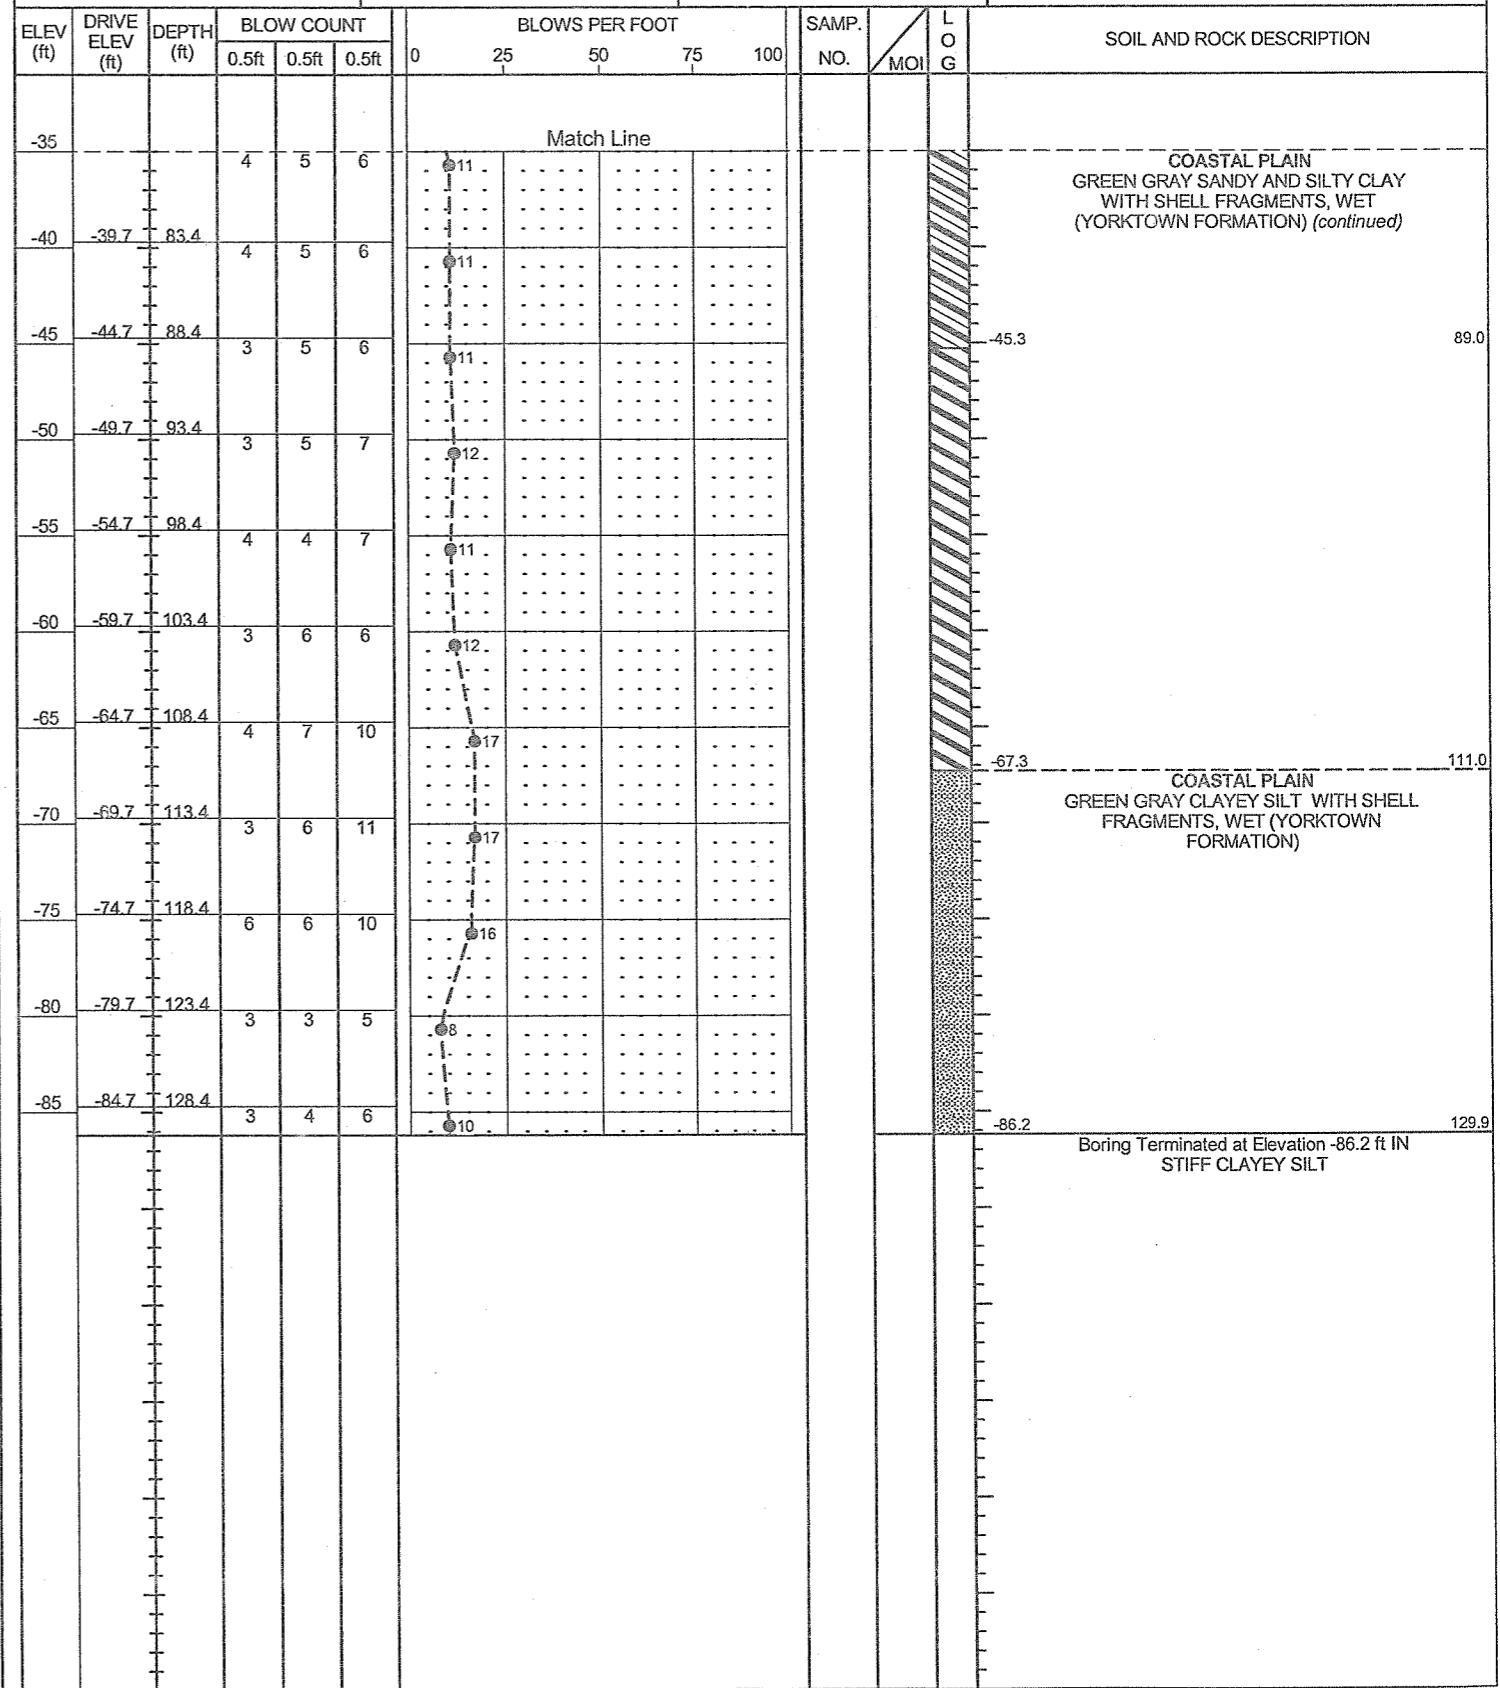 ELEV (ft) DRIVE ELEV (ft) DEPTH (ft) BLOW COUNT BLOWS PER FOOT SAMP. NO. MOI LOG SOIL AND ROCK DESCRIPTION
0.5ft 0.5ft 0.5ft 0 25 50 75 100
Match Line
-35
4 5 6 11
COASTAL PLAIN
GREEN GRAY SANDY AND SILTY CLAY
WITH SHELL FRAGMENTS, WET
(YORKTOWN FORMATION) (continued)
-40 -39.7 83.4
4 5 6 11
-45 -44.7 88.4 -45.3 89.0
3 5 6 11
-50 -49.7 93.4
3 5 7 12
-55 -54.7 98.4
4 4 7 11
-60 -59.7 103.4
3 6 6 12
-65 -64.7 108.4
4 7 10 17
-67.3 111.0
COASTAL PLAIN
GREEN GRAY CLAYEY SILT WITH SHELL
FRAGMENTS, WET (YORKTOWN
FORMATION)
-70 -69.7 113.4
3 6 11 17
-75 -74.7 118.4
6 6 10 16
-80 -79.7 123.4
3 3 5 8
-85 -84.7 128.4
3 4 6 10
-86.2 129.9
Boring Terminated at Elevation -86.2 ft IN
STIFF CLAYEY SILT